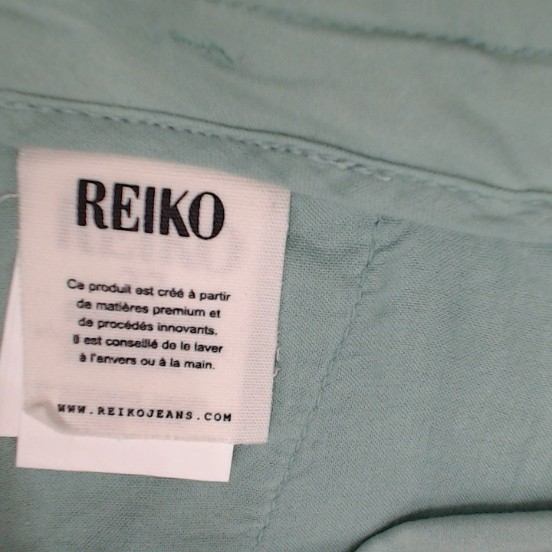 REIKO
Ce produit est créé à partir
de matières premium et
de procédés innovants.
Il est conseillé de le laver
à l'envers ou à la main.
WWW.REIKOJEANS.COM